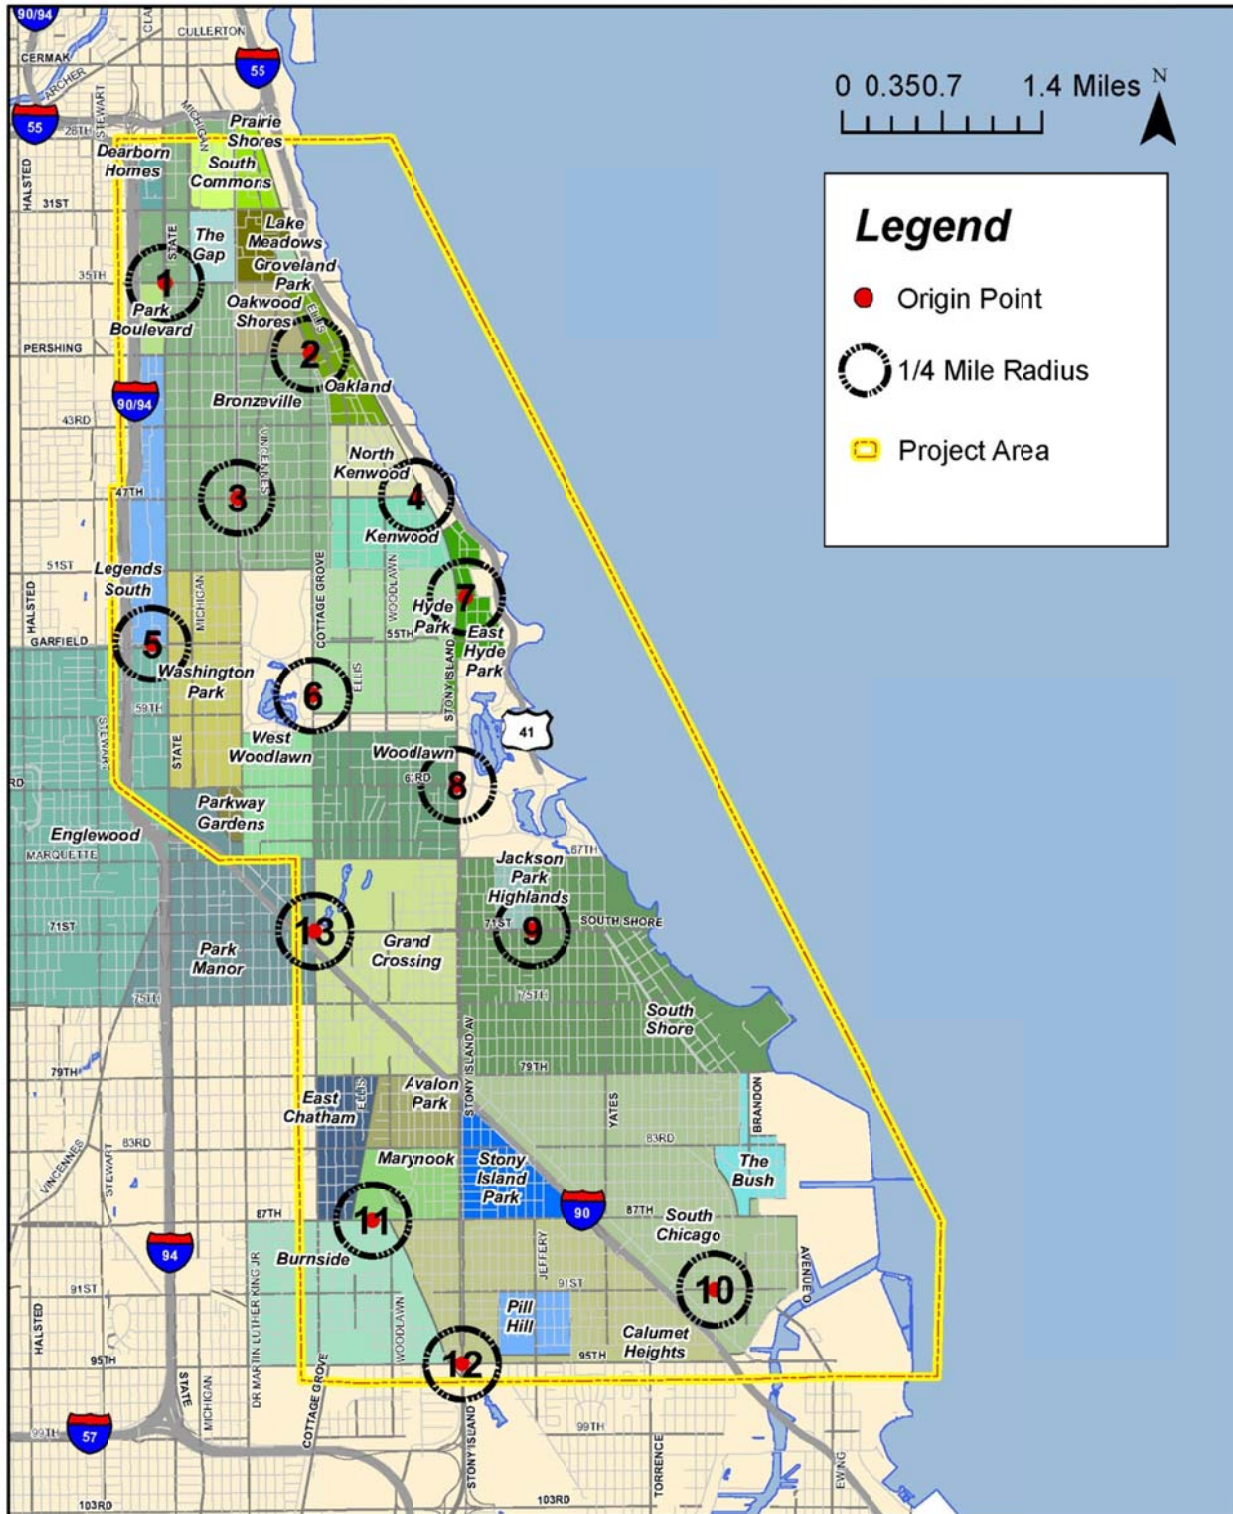 90/94
CLA
CULLERTON
CERMAK
ARCHER
55
55
STEWART
26TH
MICHIGAN
Prairie
Shores
Dearborn
Homes
South
Commons
HALSTED
31ST
STATE
The
Gap
Lake
Meadows
Groveland
Park
35TH
1
Park
Boulevard
Oakwood
Shores
ELLIS
PERSHING
2
Oakland
90/94
Bronzeville
43RD
VINCENNES
North
Kenwood
47TH
3
4
Kenwood
51ST
Legends
South
MICHIGAN
COTTAGE GROVE
WOODLAWN
HALSTED
7
Hyde
Park
GARFIELD
5
55TH
East
Hyde
Park
Washington
Park
ELLIS
STONY ISLAND
6
59TH
STEWART
STATE
West
Woodlawn
41
Woodlawn
RD
63RD
8
Parkway
Gardens
Englewood
MARQUETTE
67TH
Jackson
Park
Highlands
71ST
13
71ST
9
SOUTH SHORE
Park
Manor
Grand
Crossing
75TH
75TH
South
Shore
79TH
79TH
STONY ISLAND AV
Avalon
Park
East
Chatham
ELLIS
YATES
BRANDON
83RD
83RD
VINCENNES
STEWART
Marynook
Stony
Island
Park
The
Bush
90
87TH
11
87TH
South
Chicago
94
Burnside
JEFFERY
AVENUE O
91ST
91ST
10
DR MARTIN LUTHER KING JR
WOODLAWN
Pill
Hill
HALSTED
Calumet
Heights
95TH
12
95TH
STATE
MICHIGAN
COTTAGE GROVE
57
99TH
STONY ISLAND
99TH
TORRENCE
EWING
103RD
103RD
0 0.350.7 1.4 Miles
N
Legend
Origin Point
1/4 Mile Radius
Project Area